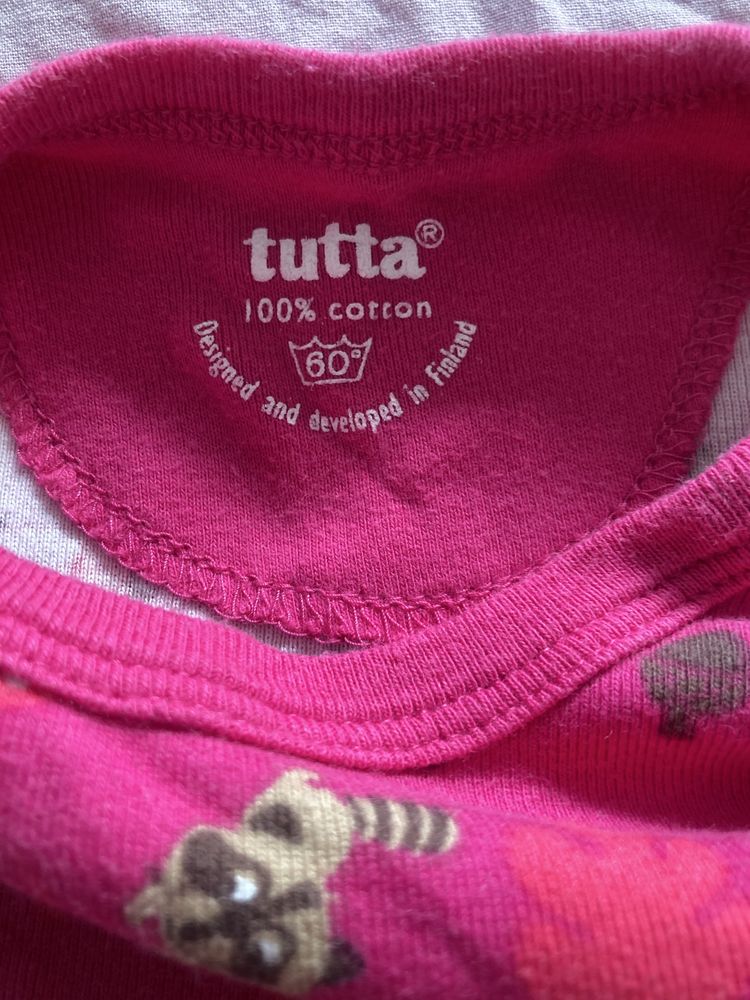 tutta®
100% cotton
60°
Designed and developed in Finland